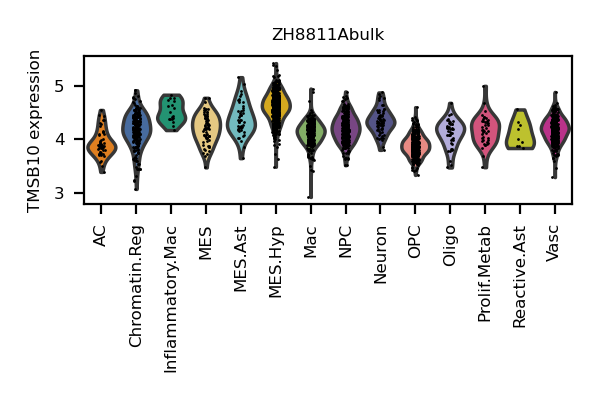 ZH8811Abulk
TMSB10 expression
5
4
3
AC
Chromatin.Reg
Inflammatory.Mac
MES
MES.Ast
MES.Hyp
Mac
NPC
Neuron
OPC
Oligo
Prolif.Metab
Reactive.Ast
Vasc